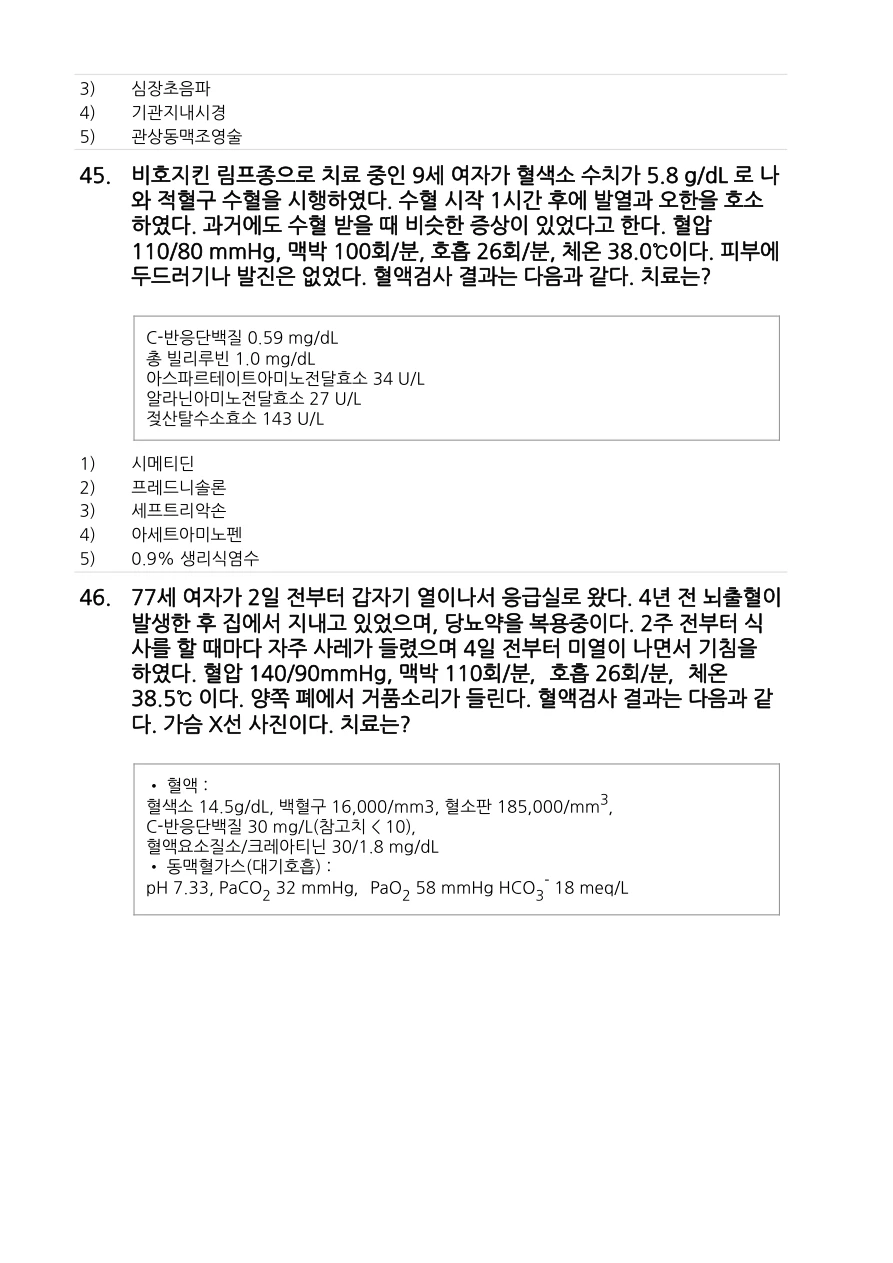 3) 심장초음파
4) 기관지내시경
5) 관상동맥조영술
45. 비호지킨 림프종으로 치료 중인 9세 여자가 혈색소 수치가 5.8 g/dL 로 나
와 적혈구 수혈을 시행하였다. 수혈 시작 1시간 후에 발열과 오한을 호소
하였다. 과거에도 수혈 받을 때 비슷한 증상이 있었다고 한다. 혈압
110/80 mmHg, 맥박 100회/분, 호흡 26회/분, 체온 38.0℃이다. 피부에
두드러기나 발진은 없었다. 혈액검사 결과는 다음과 같다. 치료는?
C-반응단백질 0.59 mg/dL
총 빌리루빈 1.0 mg/dL
아스파르테이트아미노전달효소 34 U/L
알라닌아미노전달효소 27 U/L
젖산탈수소효소 143 U/L
1) 시메티딘
2) 프레드니솔론
3) 세프트리악손
4) 아세트아미노펜
5) 0.9% 생리식염수
46. 77세 여자가 2일 전부터 갑자기 열이나서 응급실로 왔다. 4년 전 뇌출혈이
발생한 후 집에서 지내고 있었으며, 당뇨약을 복용중이다. 2주 전부터 식
사를 할 때마다 자주 사레가 들렸으며 4일 전부터 미열이 나면서 기침을
하였다. 혈압 140/90mmHg, 맥박 110회/분, 호흡 26회/분, 체온
38.5℃ 이다. 양쪽 폐에서 거품소리가 들린다. 혈액검사 결과는 다음과 같
다. 가슴 X선 사진이다. 치료는?
• 혈액 :
혈색소 14.5g/dL, 백혈구 16,000/mm3, 혈소판 185,000/mm³,
C-반응단백질 30 mg/L(참고치 < 10),
혈액요소질소/크레아티닌 30/1.8 mg/dL
• 동맥혈가스(대기호흡) :
pH 7.33, PaCO₂ 32 mmHg, PaO₂ 58 mmHg HCO₃⁻ 18 meq/L